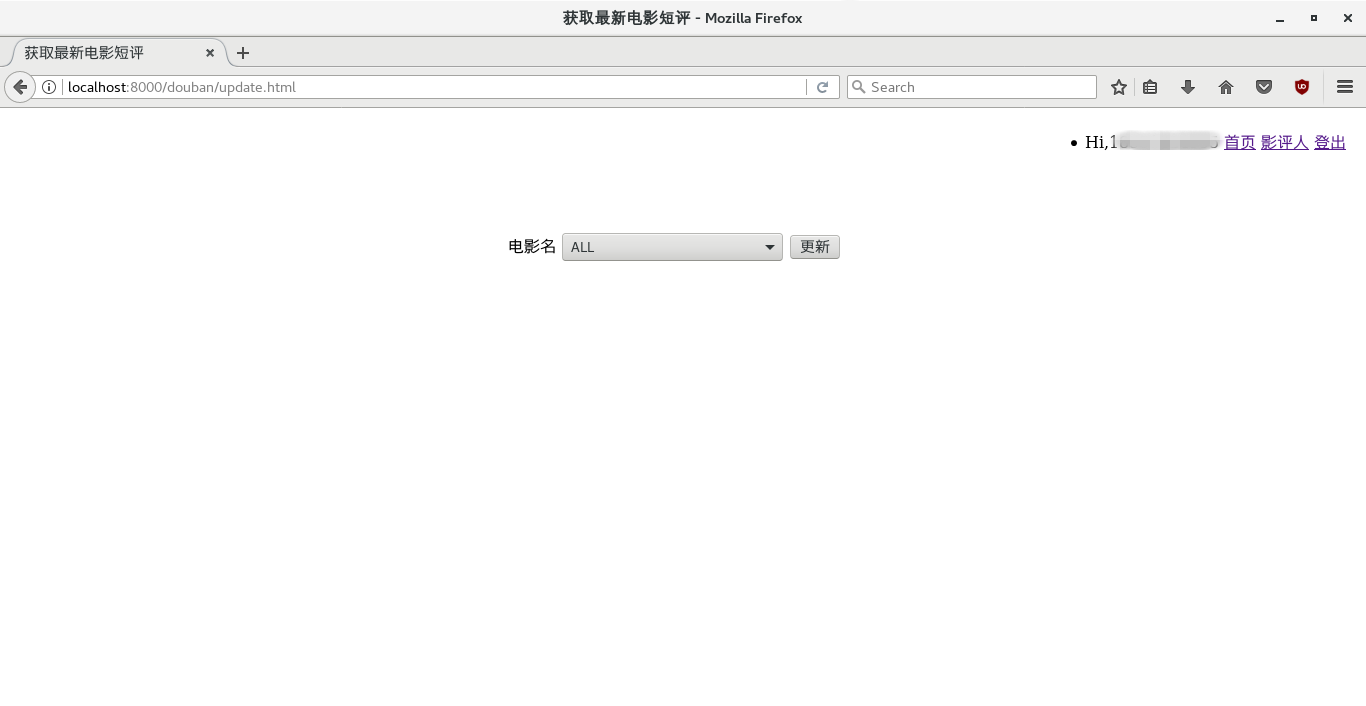 获取最新电影短评 - Mozilla Firefox
获取最新电影短评
localhost:8000/douban/update.html
Search
Hi, 首页 影评人 登出
电影名 ALL 更新